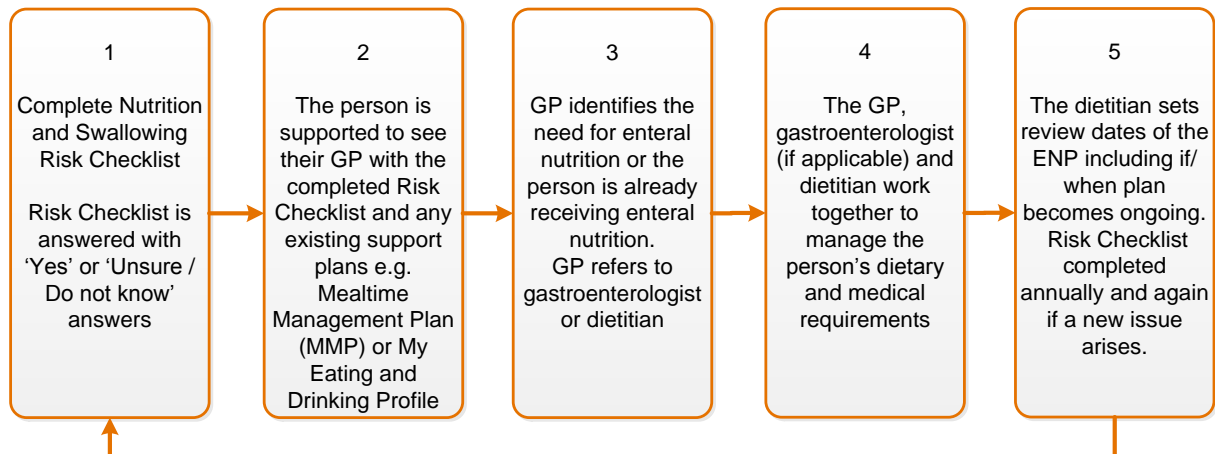 1
Complete Nutrition
and Swallowing
Risk Checklist
Risk Checklist is
answered with
‘Yes’ or ‘Unsure /
Do not know’
answers
2
The person is
supported to see
their GP with the
completed Risk
Checklist and any
existing support
plans e.g.
Mealtime
Management Plan
(MMP) or My
Eating and
Drinking Profile
3
GP identifies the
need for enteral
nutrition or the
person is already
receiving enteral
nutrition.
GP refers to
gastroenterologist
or dietitian
4
The GP,
gastroenterologist
(if applicable) and
dietitian work
together to
manage the
person’s dietary
and medical
requirements
5
The dietitian sets
review dates of the
ENP including if/
when plan
becomes ongoing.
Risk Checklist
completed
annually and again
if a new issue
arises.